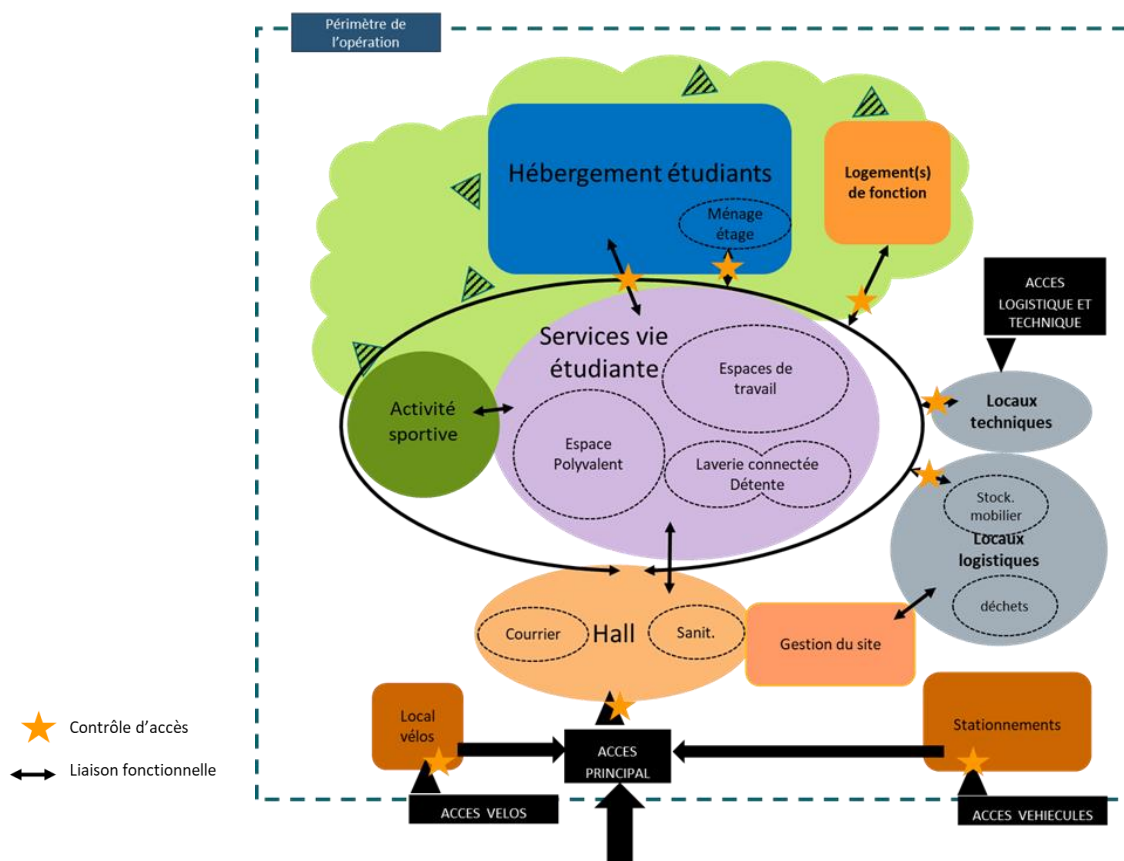 Périmètre de
l'opération
Hébergement étudiants
Ménage
étage
Logement(s)
de fonction
ACCES
LOGISTIQUE ET
TECHNIQUE
Services vie
étudiante
Espaces de
travail
Activité
sportive
Espace
Polyvalent
Laverie connectée
Détente
Locaux
techniques
Stock.
mobilier
Locaux
logistiques
déchets
Courrier
Hall
Sanit.
Gestion du site
Local
vélos
Stationnements
ACCES
PRINCIPAL
ACCES VELOS
ACCES VEHIECULES
Contrôle d'accès
Liaison fonctionnelle